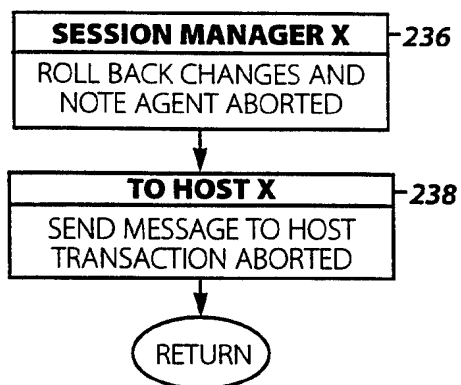 SESSION MANAGER X
236
ROLL BACK CHANGES AND
NOTE AGENT ABORTED
TO HOST X
238
SEND MESSAGE TO HOST
TRANSACTION ABORTED
RETURN